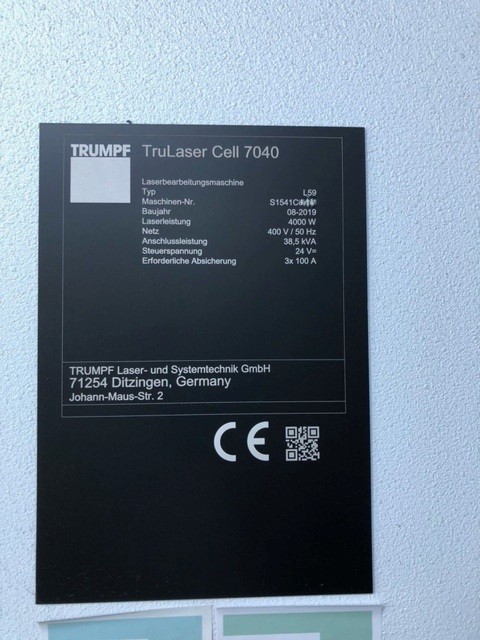 TRUMPF TruLaser Cell 7040
Laserbearbeitungsmaschine
Typ L59
Maschinen-Nr.
Baujahr 08-2019
Laserleistung 4000 W
Netz 400 V / 50 Hz
Anschlussleistung 38,5 kVA
Steuerspannung 24 V=
Erforderliche Absicherung 3x 100 A
TRUMPF Laser- und Systemtechnik GmbH
71254 Ditzingen, Germany
Johann-Maus-Str. 2
CE